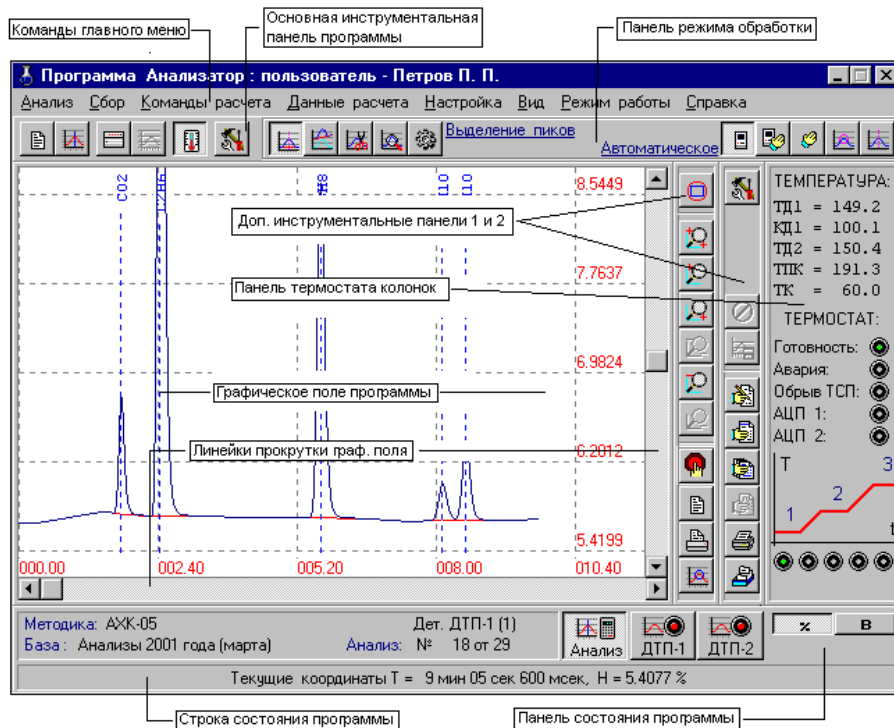 Основная инструментальная
панель программы
Команды главного меню
Панель режима обработки
Программа Анализатор : пользователь - Петров П. П.
Анализ Сбор Команды расчета Данные расчета Настройка Вид Режим работы Справка
Выделение пиков
Автоматическое
CO2
8.5449
7.7637
6.9824
6.2012
5.4199
000.00 002.40 005.20 008.00 010.40
Доп. инструментальные панели 1 и 2
Панель термостата колонок
Графическое поле программы
Линейки прокрутки граф. поля
ТЕМПЕРАТУРА:
ТД1 = 149.2
КД1 = 100.1
ТД2 = 150.4
ТПК = 191.3
ТК = 60.0
ТЕРМОСТАТ:
Готовность:
Авария:
Обрыв ТСП:
АЦП 1:
АЦП 2:
T
3
2
1
t
Методика: АХК-05 Дет. ДТП-1 (1)
База : Анализы 2001 года (марта) Анализ: № 18 от 29
Анализ ДТП-1 ДТП-2
% В
Текущие координаты T = 9 мин 05 сек 600 мсек, H = 5.4077 %
Строка состояния программы
Панель состояния программы